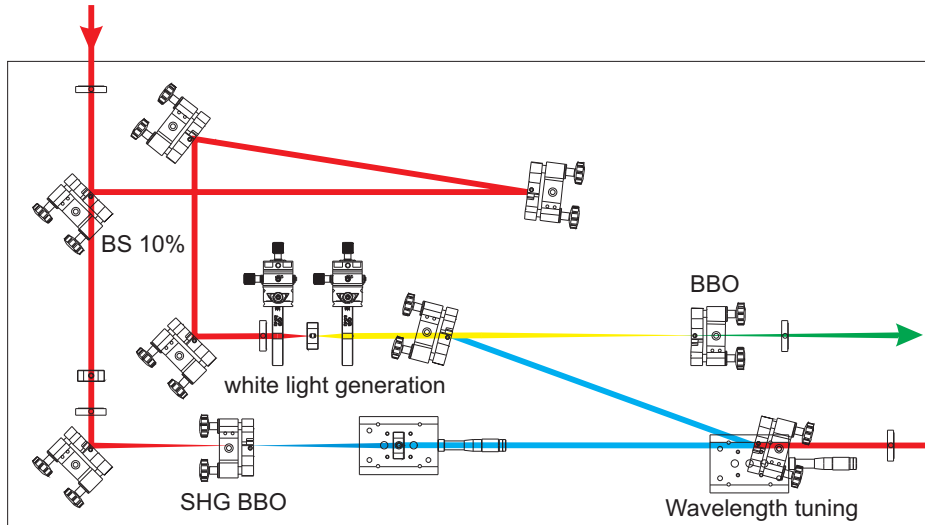 BS 10%
BBO
white light generation
SHG BBO
Wavelength tuning